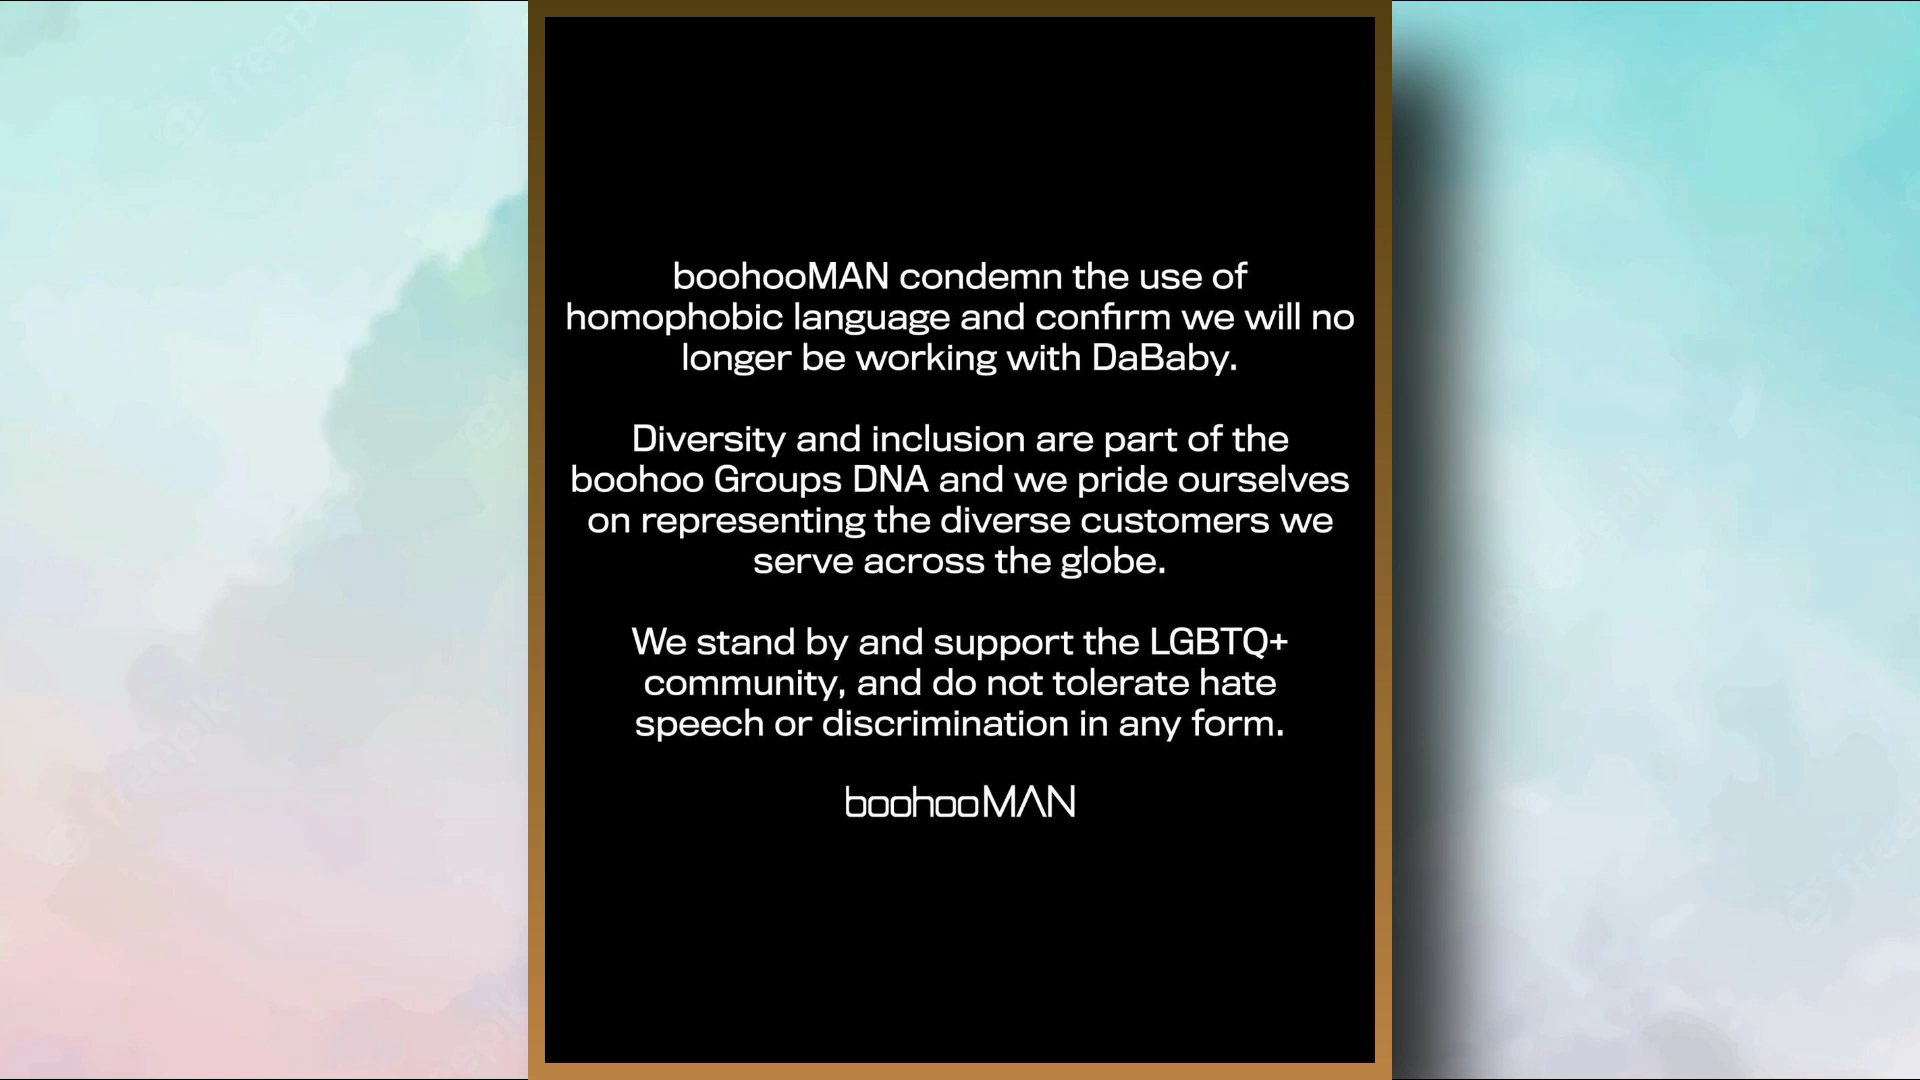 boohooMAN condemn the use of
homophobic language and confirm we will no
longer be working with DaBaby.
Diversity and inclusion are part of the
boohoo Groups DNA and we pride ourselves
on representing the diverse customers we
serve across the globe.
We stand by and support the LGBTQ+
community, and do not tolerate hate
speech or discrimination in any form.
boohooMAN